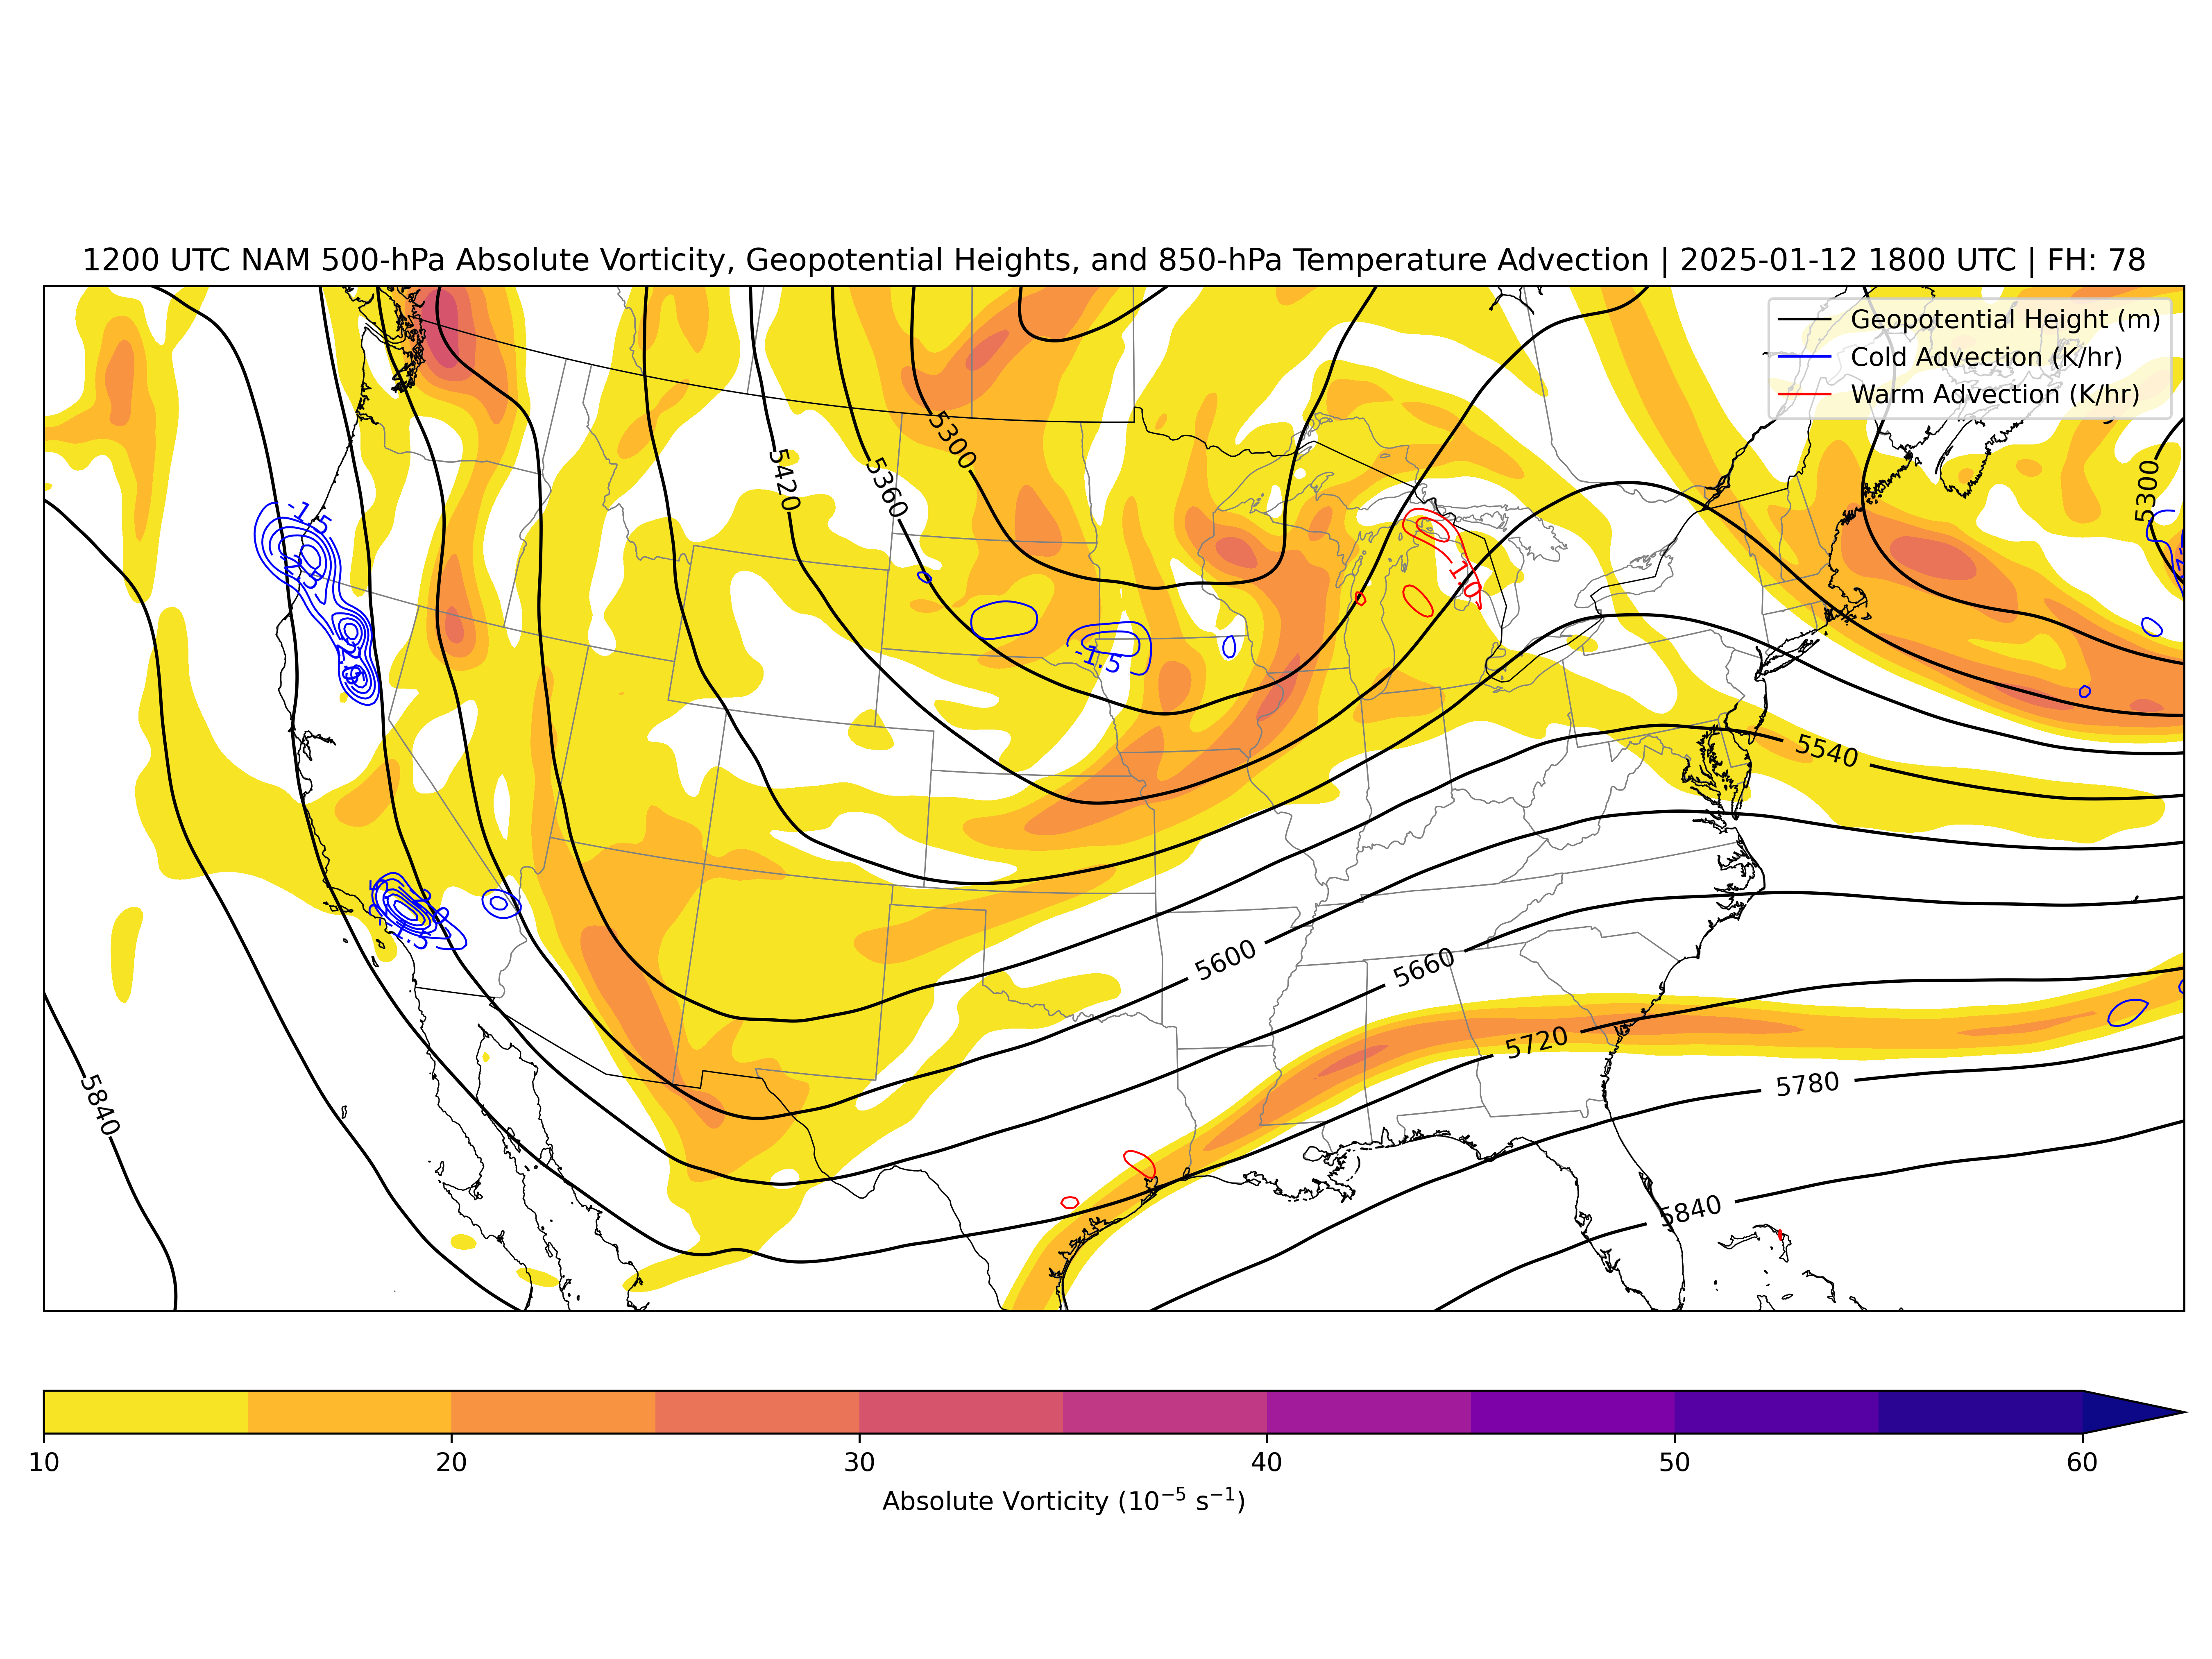 1200 UTC NAM 500-hPa Absolute Vorticity, Geopotential Heights, and 850-hPa Temperature Advection | 2025-01-12 1800 UTC | FH: 78
Geopotential Height (m)
Cold Advection (K/hr)
Warm Advection (K/hr)
5300
5420
5360
5300
-1.5
-1.0
-1.5
5540
-1.5
5600
5660
5720
5780
5840
5840
10 20 30 40 50 60
Absolute Vorticity (10⁻⁵ s⁻¹)